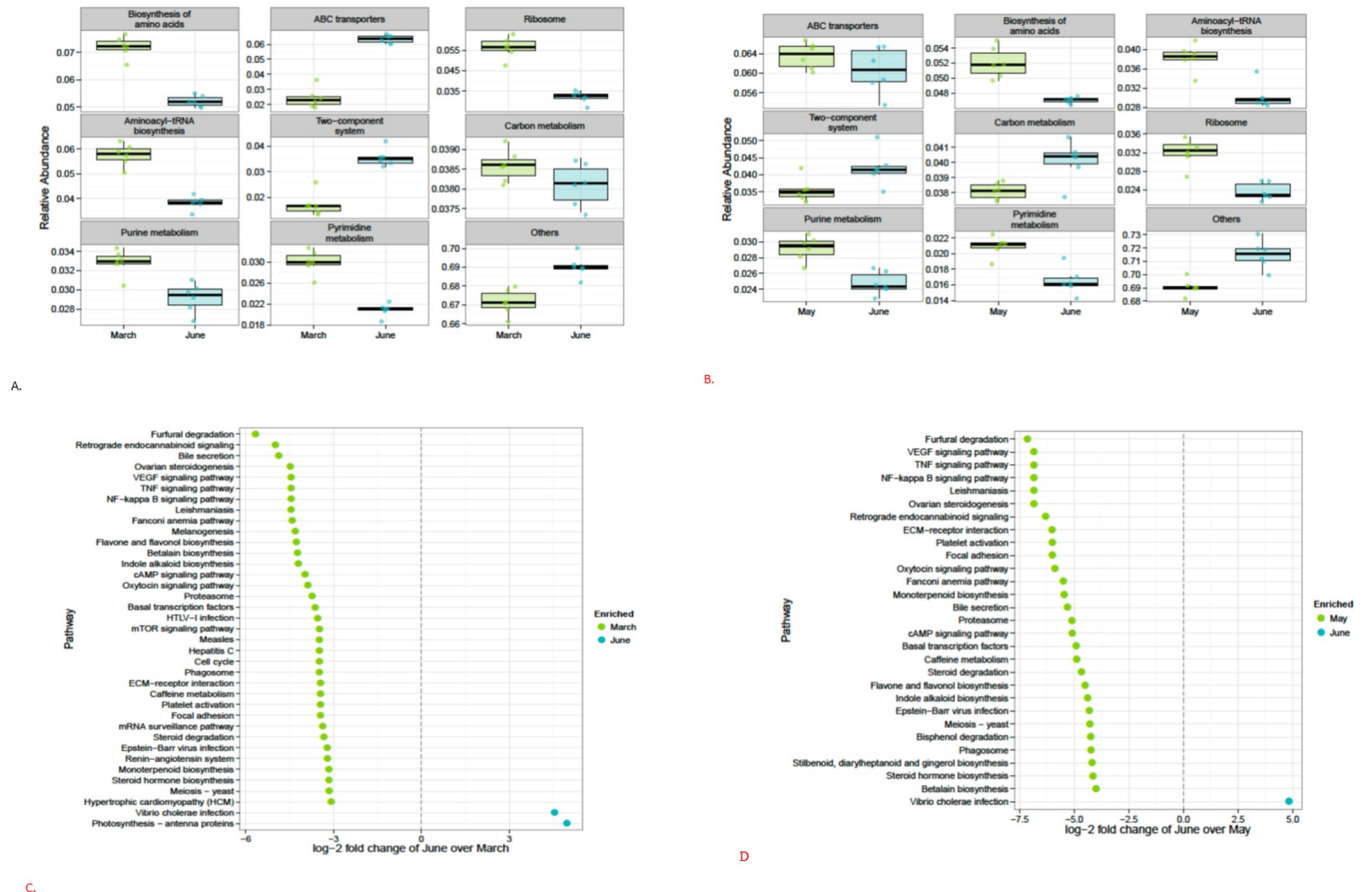 Biosynthesis of
amino acids
ABC transporters
Ribosome
0.07
0.06
0.05
0.06
0.05
0.04
0.03
0.02
0.055
0.045
0.035
Aminoacyl−tRNA
biosynthesis
Two−component
system
Carbon metabolism
0.06
0.05
0.04
0.04
0.03
0.02
0.0390
0.0385
0.0380
0.0375
Purine metabolism
Pyrimidine
metabolism
Others
0.034
0.032
0.030
0.028
0.030
0.026
0.022
0.018
0.70
0.69
0.68
0.67
0.66
March
June
March
June
March
June
Relative Abundance
A.
ABC transporters
Biosynthesis of
amino acids
Aminoacyl−tRNA
biosynthesis
0.064
0.060
0.056
0.054
0.052
0.050
0.048
0.040
0.036
0.032
0.028
Two−component
system
Carbon metabolism
Ribosome
0.050
0.045
0.040
0.035
0.041
0.040
0.039
0.038
0.036
0.032
0.028
0.024
Purine metabolism
Pyrimidine
metabolism
Others
0.030
0.028
0.026
0.024
0.022
0.020
0.018
0.016
0.014
0.73
0.72
0.71
0.70
0.69
0.68
May
June
May
June
May
June
Relative Abundance
B.
Furfural degradation
Retrograde endocannabinoid signaling
Bile secretion
Ovarian steroidogenesis
VEGF signaling pathway
TNF signaling pathway
NF−kappa B signaling pathway
Leishmaniasis
Fanconi anemia pathway
Melanogenesis
Flavone and flavonol biosynthesis
Betalain biosynthesis
Indole alkaloid biosynthesis
cAMP signaling pathway
Oxytocin signaling pathway
Proteasome
Basal transcription factors
HTLV−I infection
mTOR signaling pathway
Measles
Hepatitis C
Cell cycle
Phagosome
ECM−receptor interaction
Caffeine metabolism
Platelet activation
Focal adhesion
mRNA surveillance pathway
Steroid degradation
Epstein−Barr virus infection
Renin−angiotensin system
Monoterpenoid biosynthesis
Steroid hormone biosynthesis
Meiosis − yeast
Hypertrophic cardiomyopathy (HCM)
Vibrio cholerae infection
Photosynthesis − antenna proteins
−6
−3
0
3
log−2 fold change of June over March
Pathway
Enriched
March
June
C.
Furfural degradation
VEGF signaling pathway
TNF signaling pathway
NF−kappa B signaling pathway
Leishmaniasis
Ovarian steroidogenesis
Retrograde endocannabinoid signaling
ECM−receptor interaction
Platelet activation
Focal adhesion
Oxytocin signaling pathway
Fanconi anemia pathway
Monoterpenoid biosynthesis
Bile secretion
Proteasome
cAMP signaling pathway
Basal transcription factors
Caffeine metabolism
Steroid degradation
Flavone and flavonol biosynthesis
Indole alkaloid biosynthesis
Epstein−Barr virus infection
Meiosis − yeast
Bisphenol degradation
Phagosome
Stilbenoid, diarylheptanoid and gingerol biosynthesis
Steroid hormone biosynthesis
Betalain biosynthesis
Vibrio cholerae infection
−7.5
−5.0
−2.5
0.0
2.5
5.0
log−2 fold change of June over May
Pathway
Enriched
May
June
D